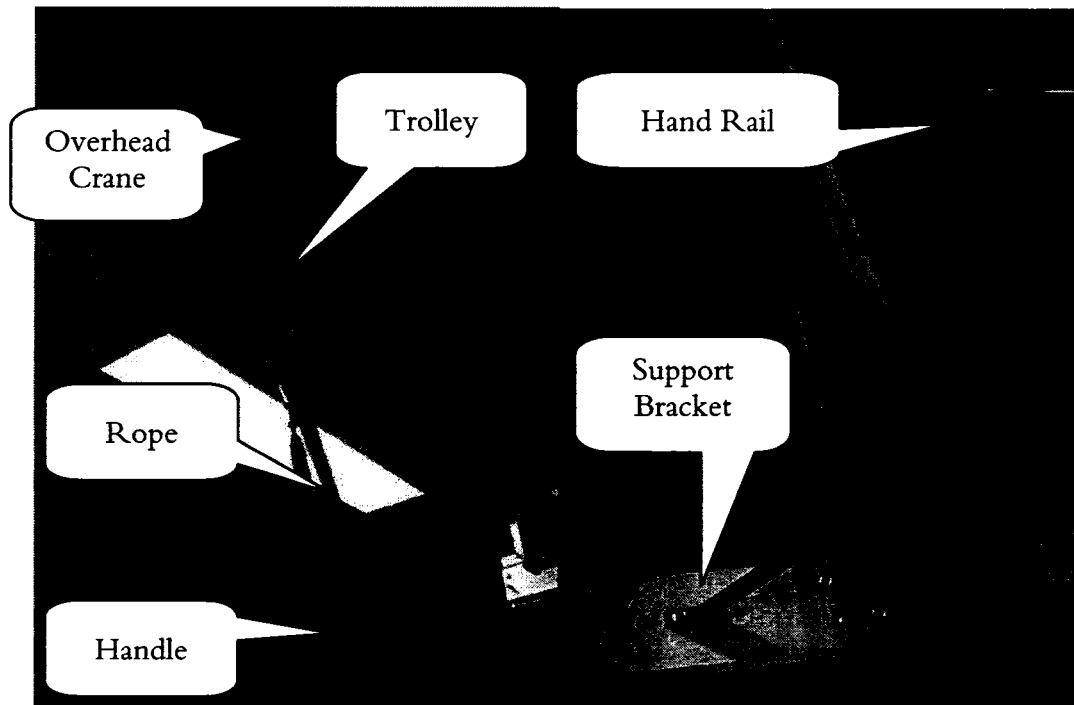 Overhead
Crane
Trolley
Hand Rail
Support
Bracket
Rope
Handle